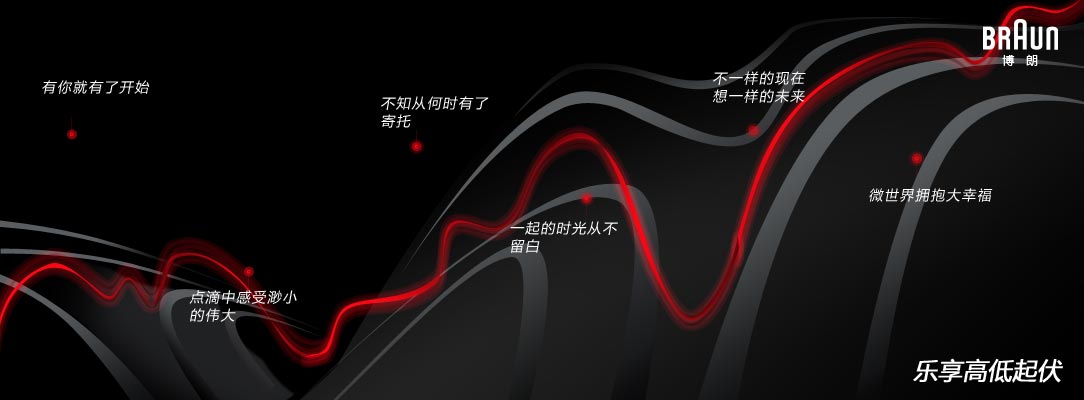 BRAUN
博朗
有你就有了开始
不知从何时有了
寄托
不一样的现在
想一样的未来
微世界拥抱大幸福
一起的时光从不
留白
点滴中感受渺小
的伟大
乐享高低起伏